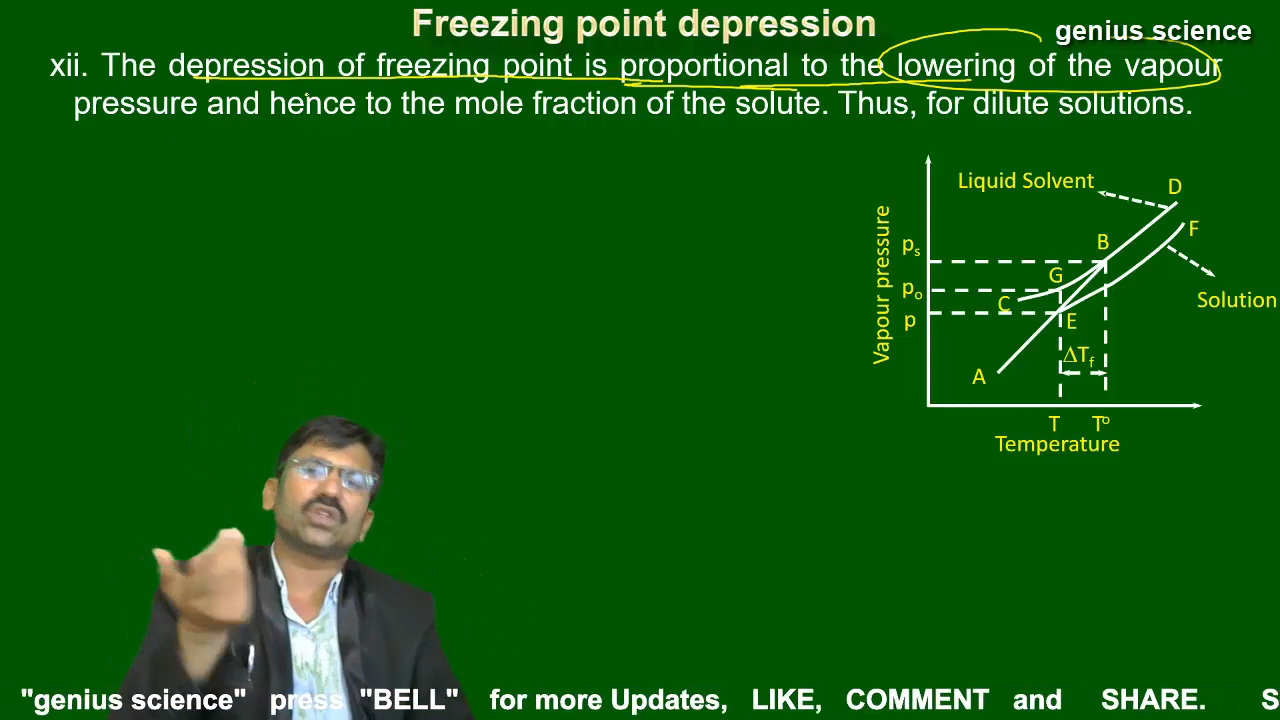 Freezing point depression
genius science
xii. The depression of freezing point is proportional to the lowering of the vapour
pressure and hence to the mole fraction of the solute. Thus, for dilute solutions.
Liquid Solvent
D
F
B
pₛ
G
pₒ
C
p
E
Solution
Vapour pressure
ΔT_f
A
T T°
Temperature
"genius science" press "BELL" for more Updates, LIKE, COMMENT and SHARE. S